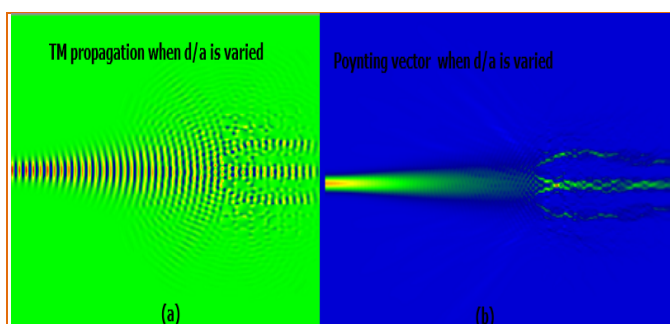 TM propagation when d/a is varied
Poynting vector when d/a is varied
(a)
(b)